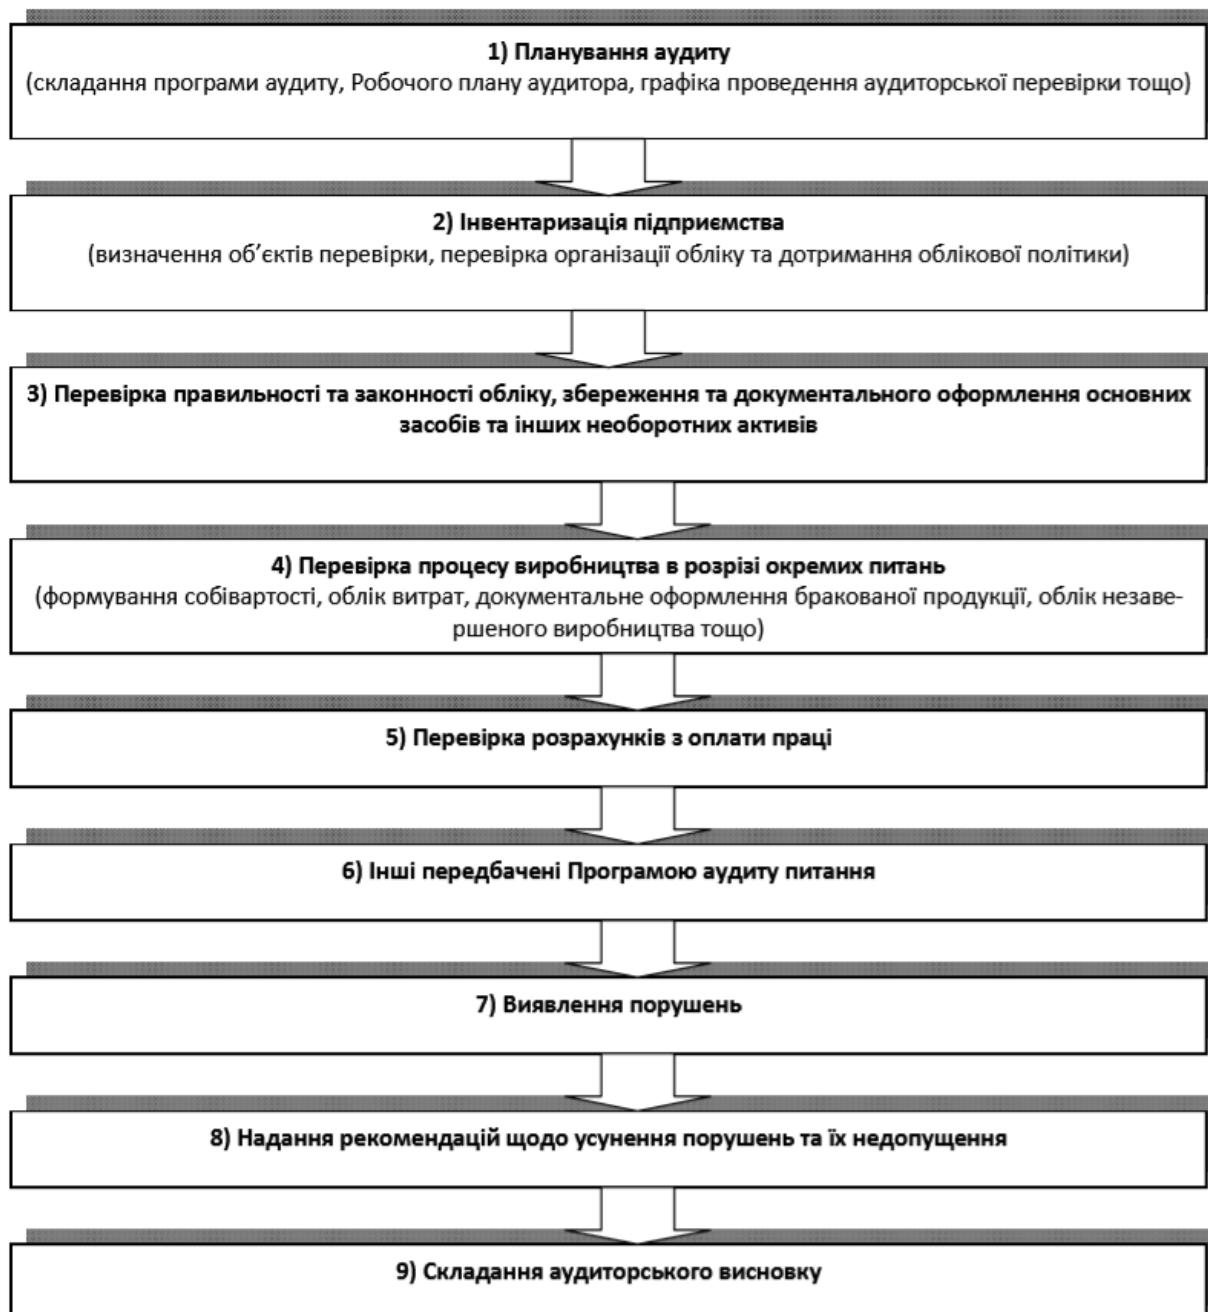 1) Планування аудиту
(складання програми аудиту, Робочого плану аудитора, графіка проведення аудиторської перевірки тощо)
2) Інвентаризація підприємства
(визначення об’єктів перевірки, перевірка організації обліку та дотримання облікової політики)
3) Перевірка правильності та законності обліку, збереження та документального оформлення основних
засобів та інших необоротних активів
4) Перевірка процесу виробництва в розрізі окремих питань
(формування собівартості, облік витрат, документальне оформлення бракованої продукції, облік незаве-
ршеного виробництва тощо)
5) Перевірка розрахунків з оплати праці
6) Інші передбачені Програмою аудиту питання
7) Виявлення порушень
8) Надання рекомендацій щодо усунення порушень та їх недопущення
9) Складання аудиторського висновку